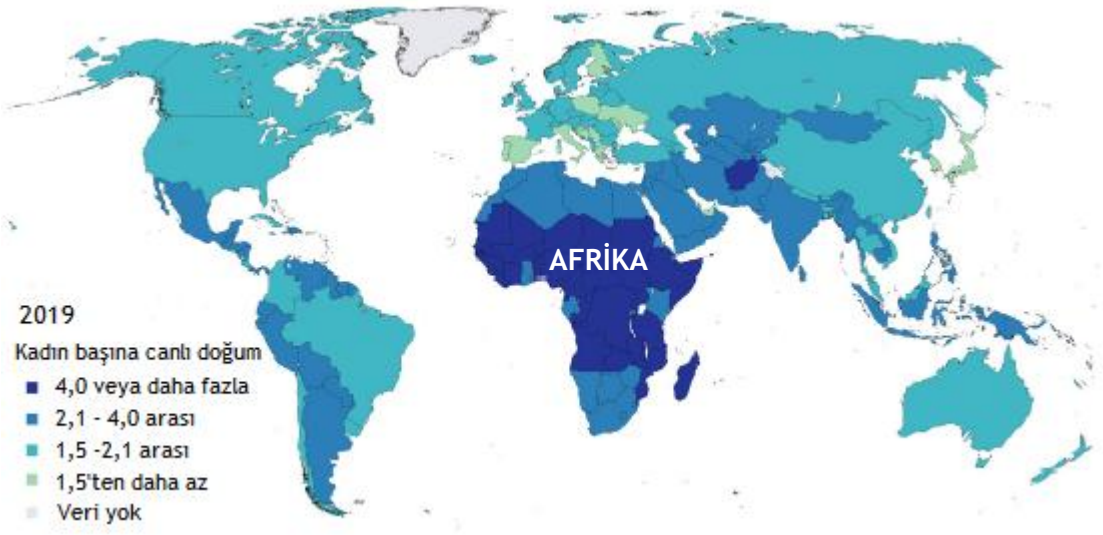 AFRİKA
2019
Kadın başına canlı doğum
4,0 veya daha fazla
2,1 - 4,0 arası
1,5 -2,1 arası
1,5'ten daha az
Veri yok